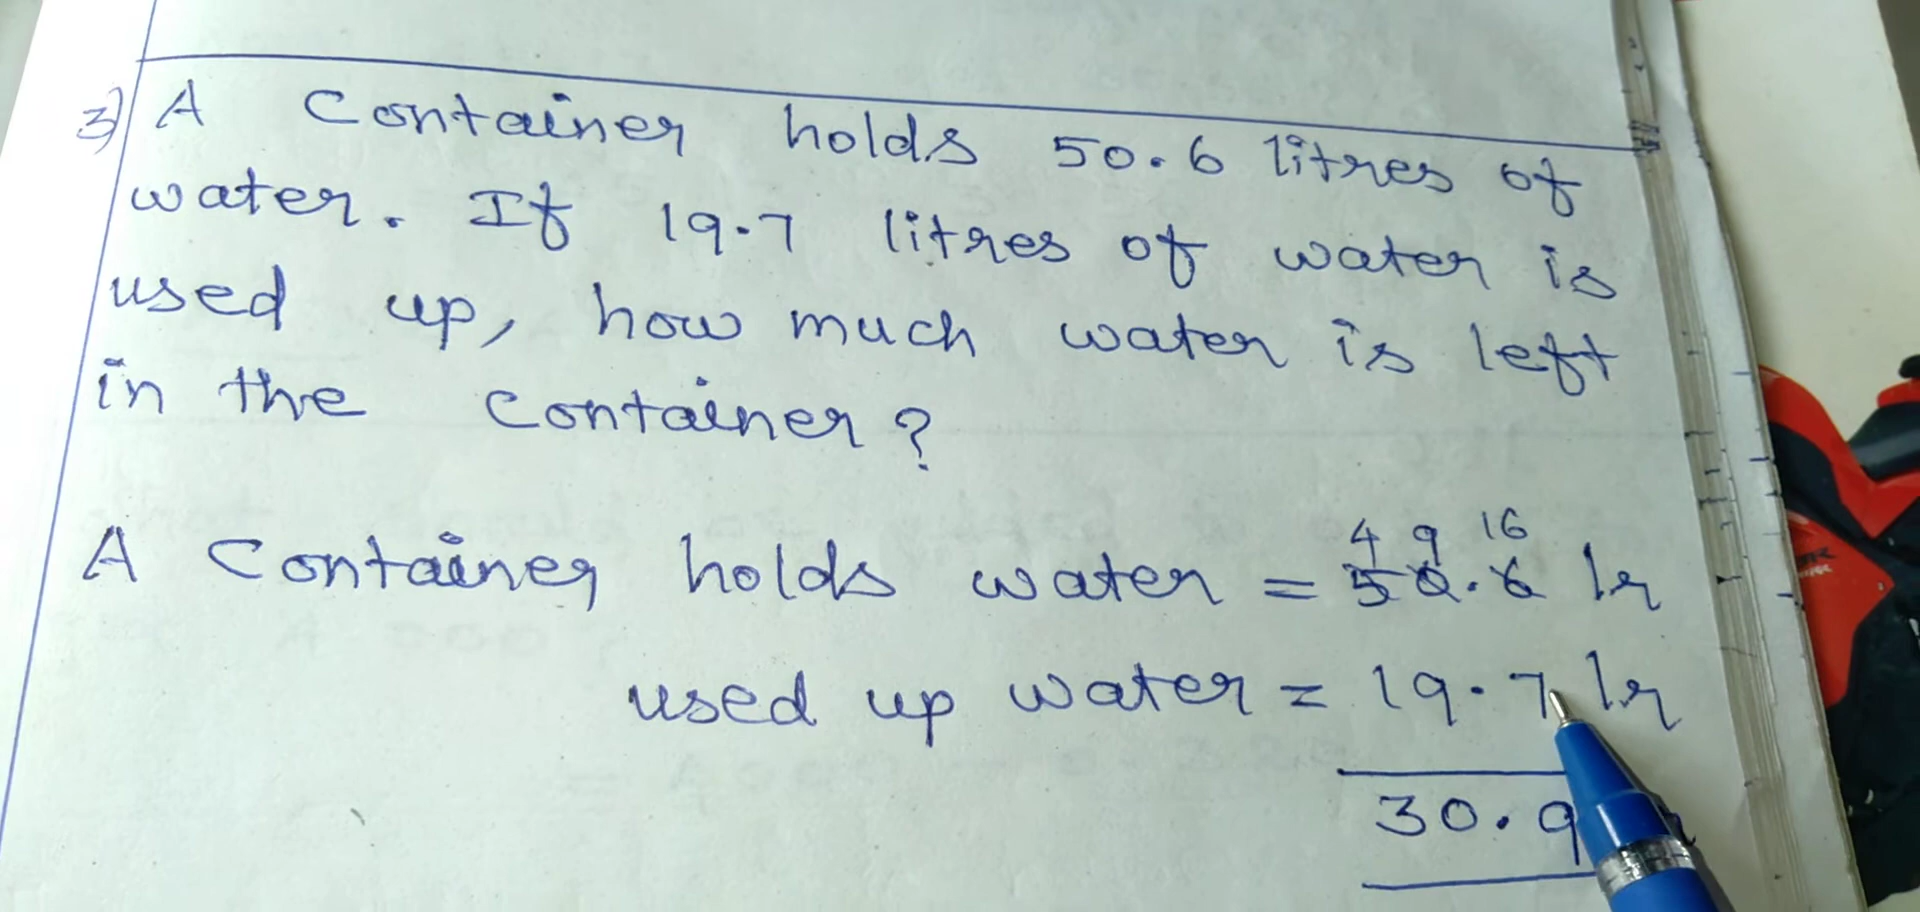 3) A Container holds 50.6 litres of
water. If 19.7 litres of water is
used up, how much water is left
in the container?
4 9 16
A Container holds water = 50.6 lr
used up water = 19.7 lr
30.9